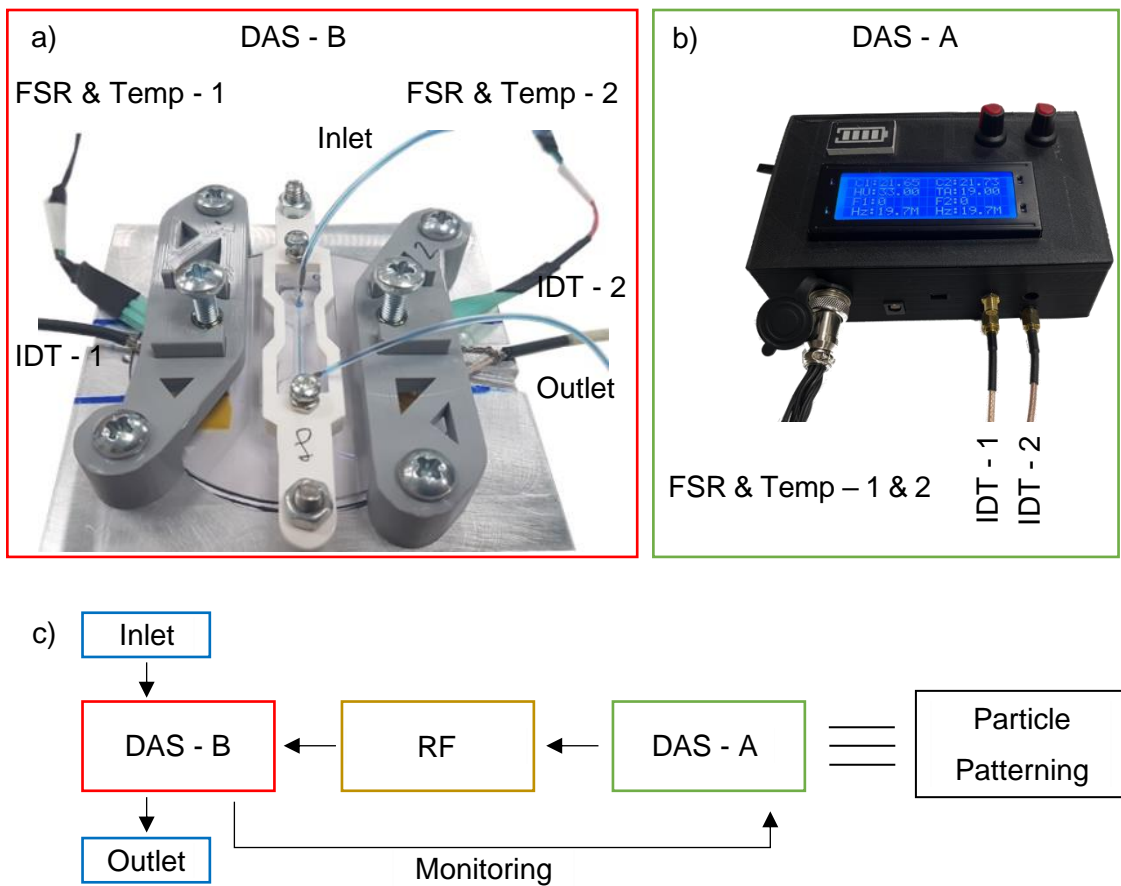 a)
DAS - B
FSR & Temp - 1
FSR & Temp - 2
Inlet
IDT - 2
IDT - 1
Outlet
8
b)
DAS - A
C1:21.65 C2:21.73
HU:33.00 TA:19.00
F1:0 F2:0
Hz:19.7M Hz:19.7M
FSR & Temp – 1 & 2
IDT - 1
IDT - 2
c)
Inlet
DAS - B
RF
DAS - A
Particle
Patterning
Outlet
Monitoring